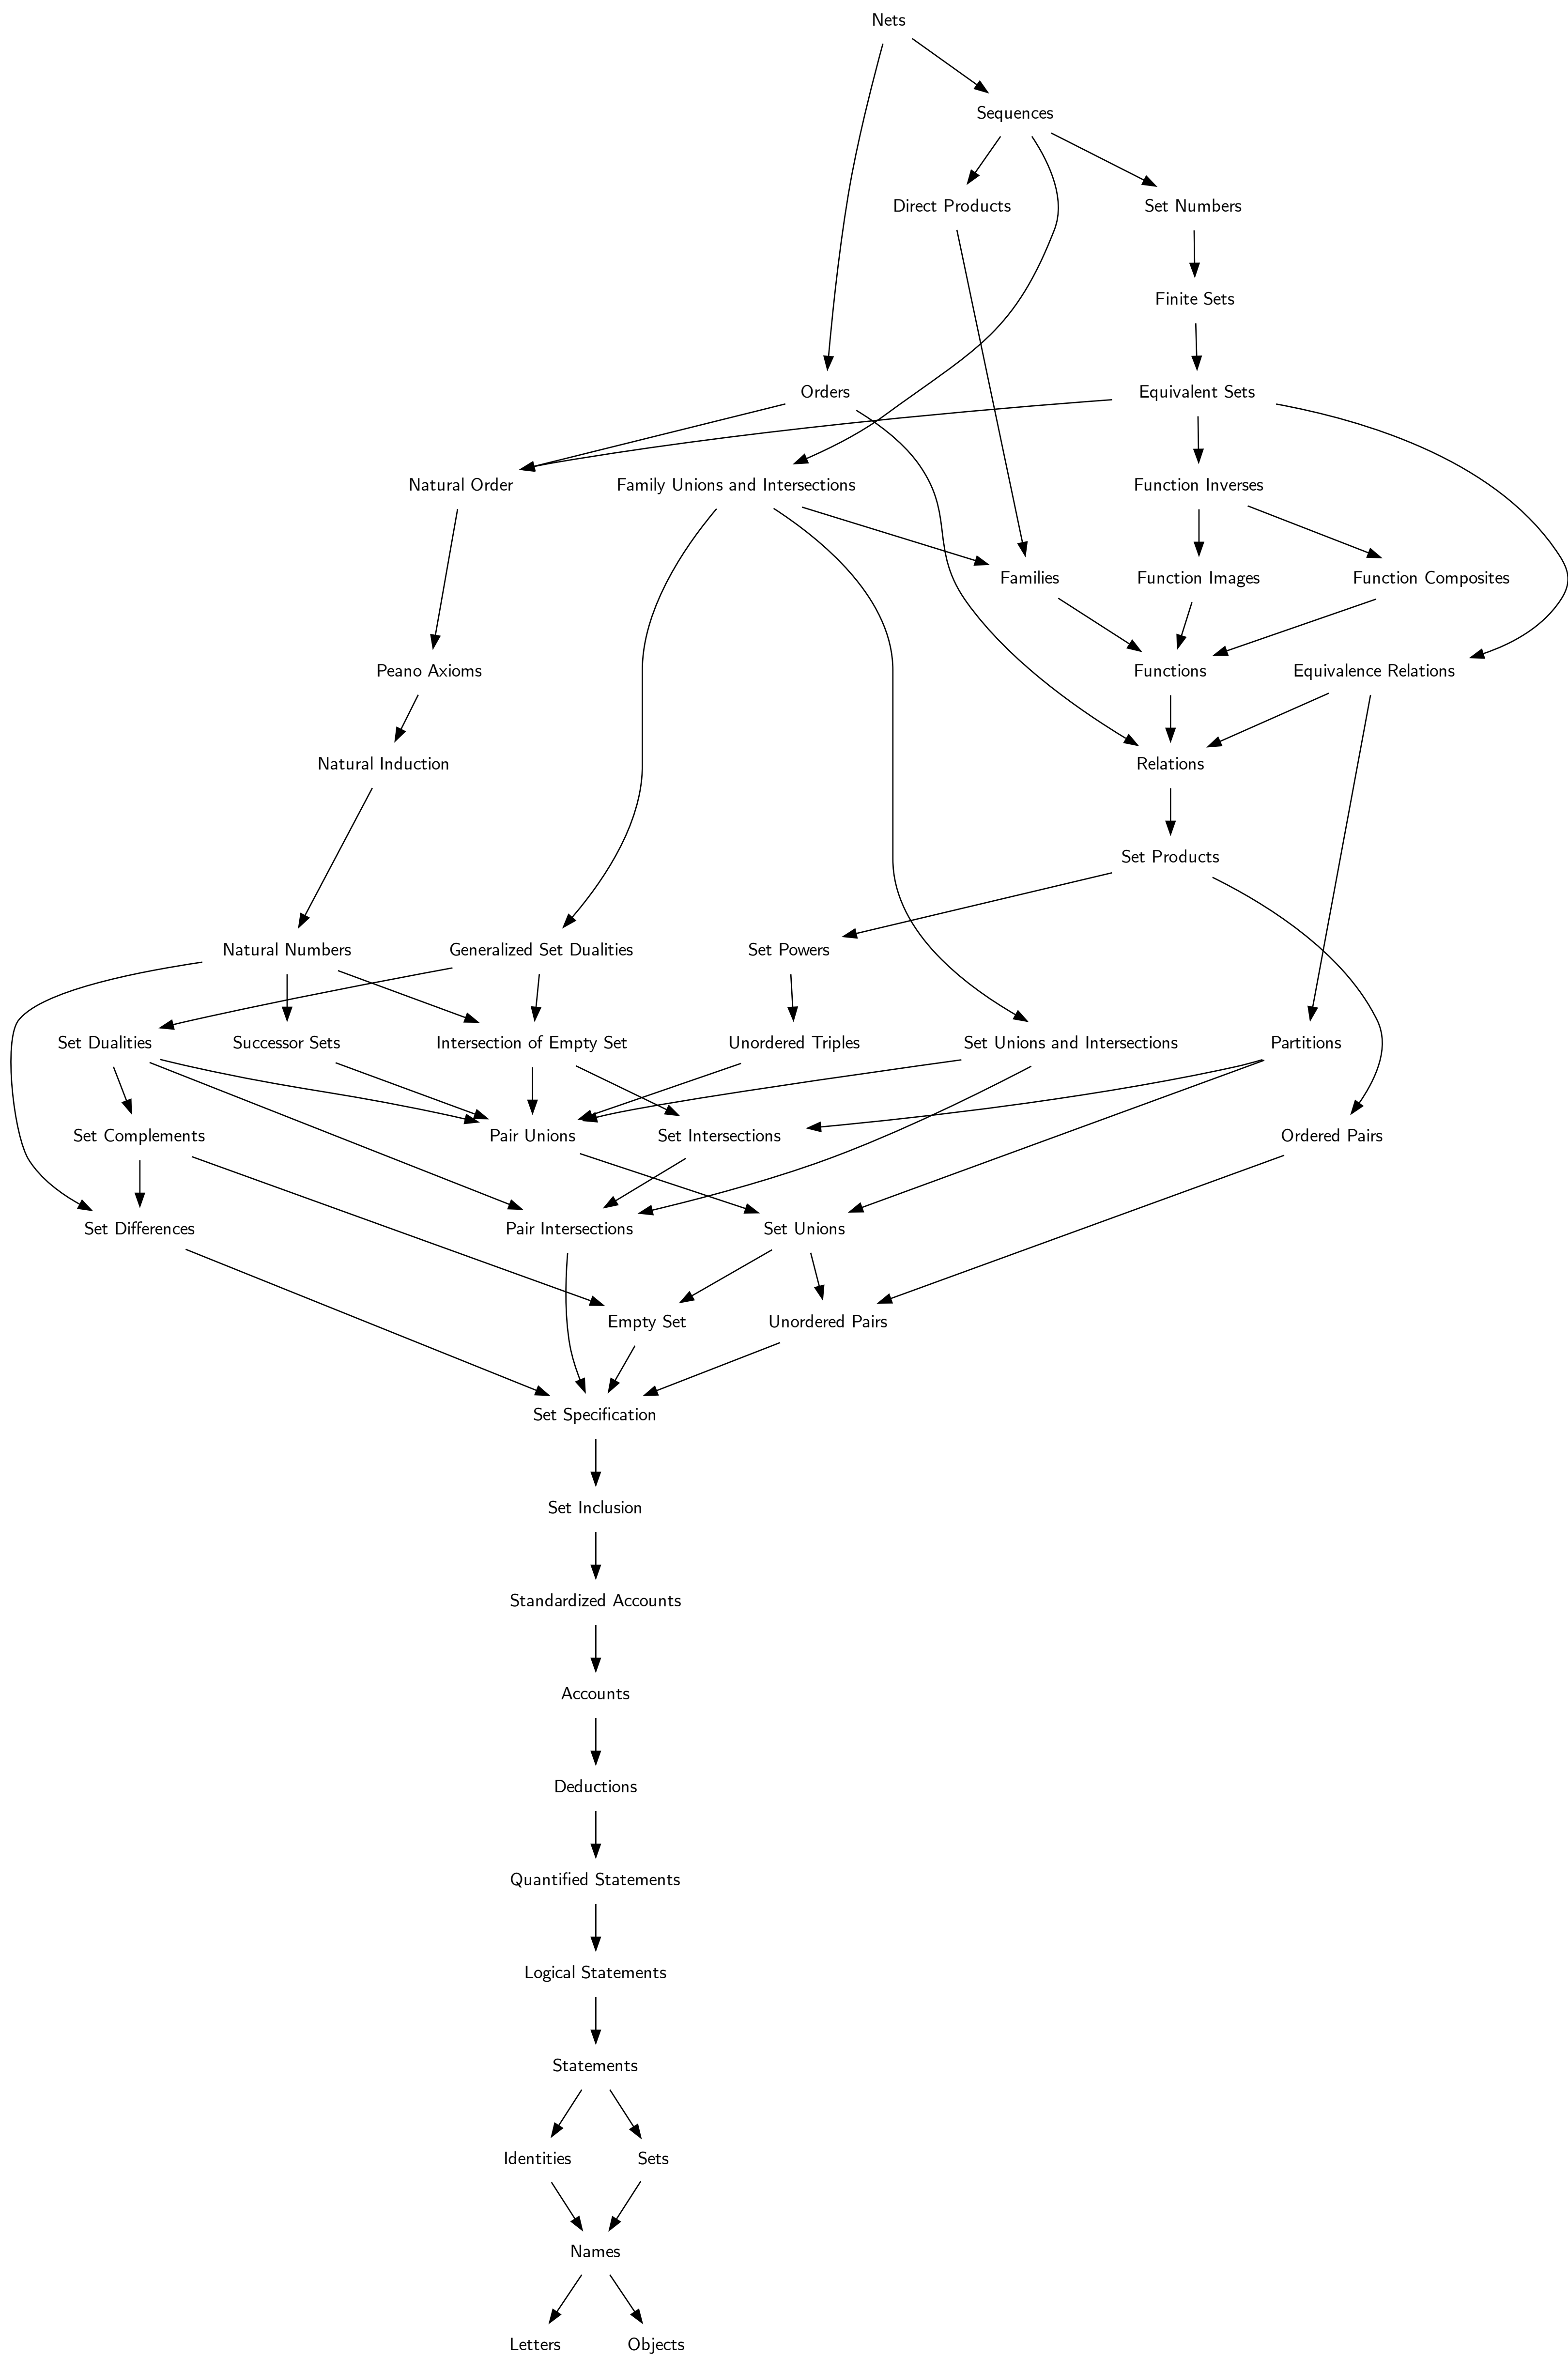 Nets
Sequences
Direct Products
Set Numbers
Finite Sets
Orders
Equivalent Sets
Natural Order
Family Unions and Intersections
Function Inverses
Families
Function Images
Function Composites
Peano Axioms
Functions
Equivalence Relations
Natural Induction
Relations
Set Products
Natural Numbers
Generalized Set Dualities
Set Powers
Set Dualities
Successor Sets
Intersection of Empty Set
Unordered Triples
Set Unions and Intersections
Partitions
Set Complements
Pair Unions
Set Intersections
Ordered Pairs
Set Differences
Pair Intersections
Set Unions
Empty Set
Unordered Pairs
Set Specification
Set Inclusion
Standardized Accounts
Accounts
Deductions
Quantified Statements
Logical Statements
Statements
Identities
Sets
Names
Letters
Objects